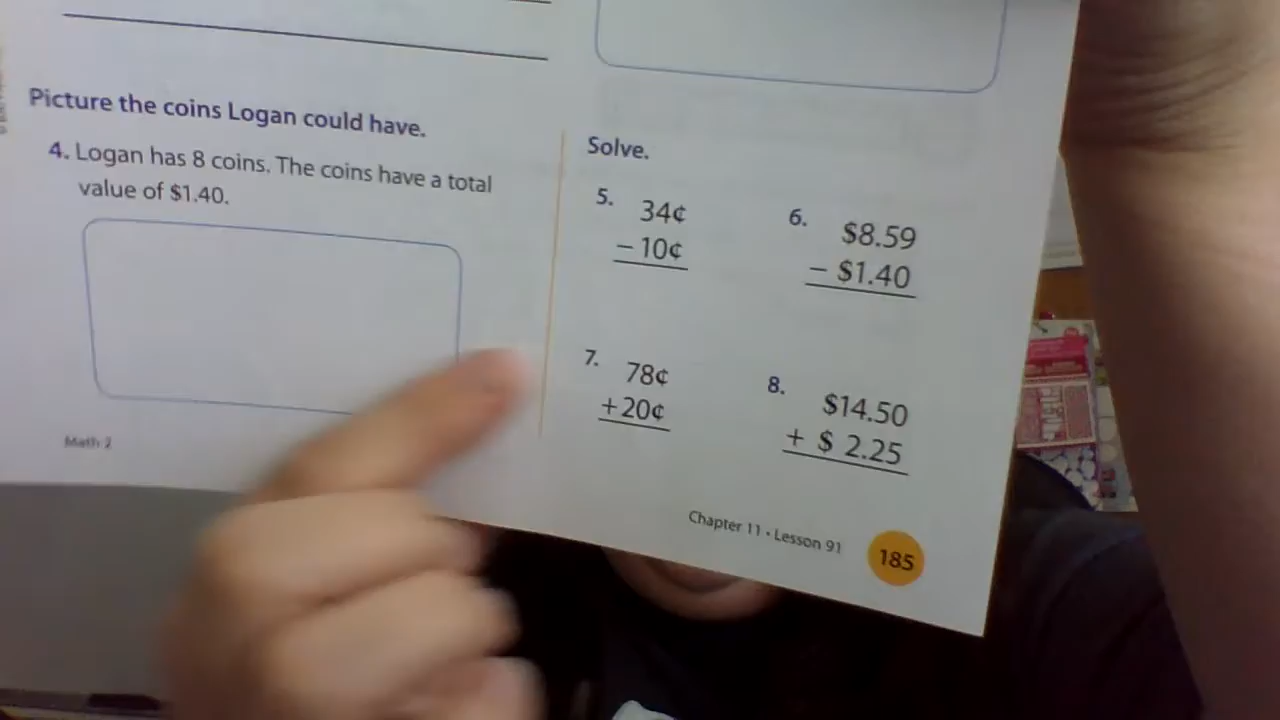 Picture the coins Logan could have.
4. Logan has 8 coins. The coins have a total
value of $1.40.
Math 2
Solve.
5. 34¢
− 10¢
6. $8.59
− $1.40
7. 78¢
+20¢
8. $14.50
+ $ 2.25
Chapter 11 • Lesson 91
185